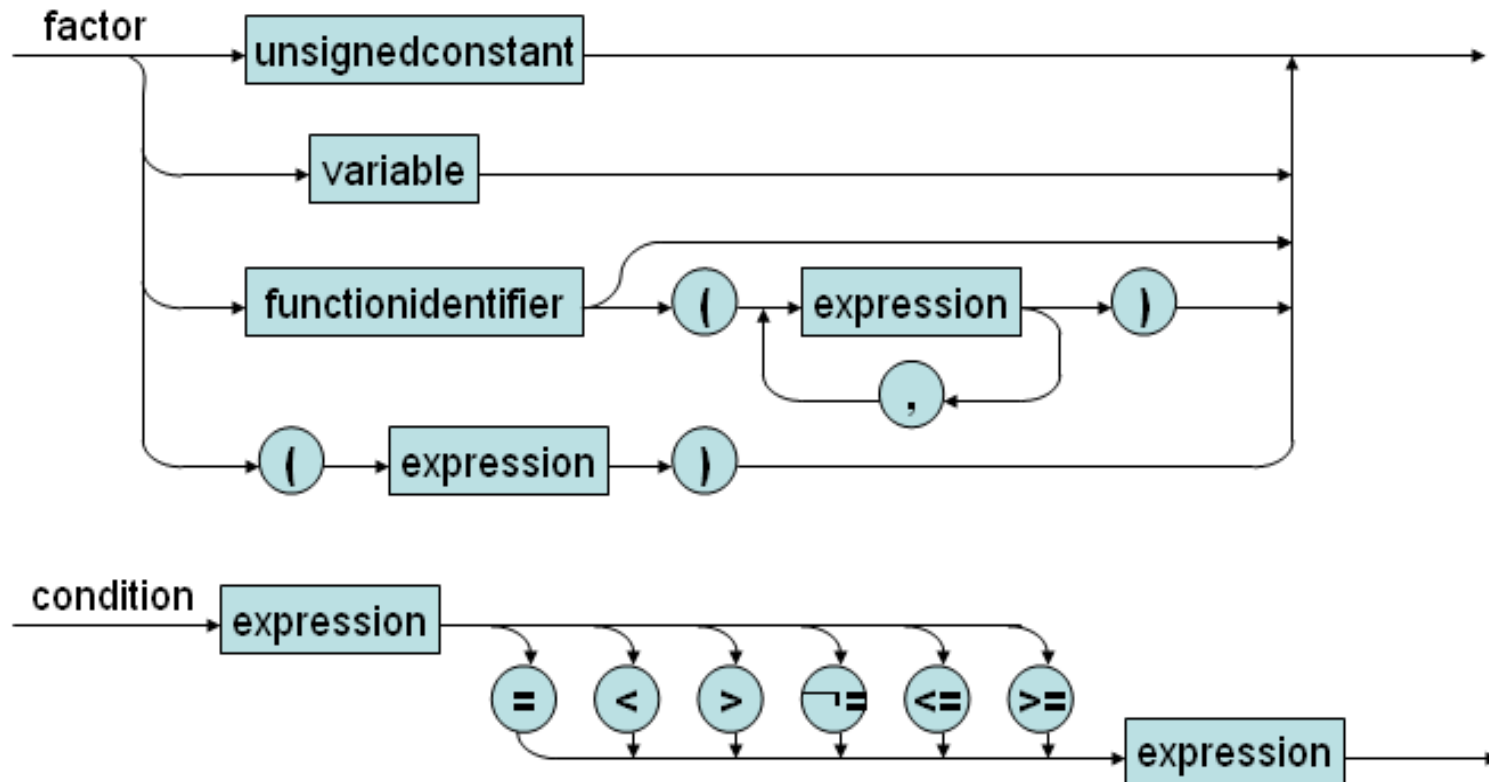 factor
unsignedconstant
variable
functionidentifier ( expression )
,
( expression )
condition
expression
= < > ¬= <= >=
expression